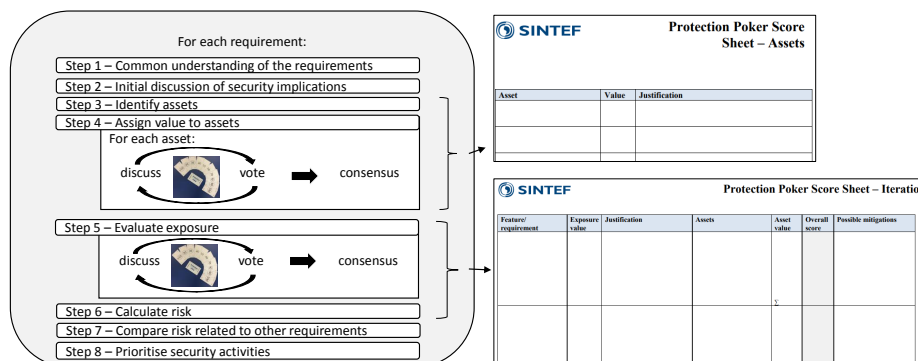 For each requirement:
Step 1 – Common understanding of the requirements
Step 2 – Initial discussion of security implications
Step 3 – Identify assets
Step 4 – Assign value to assets
For each asset:
discuss
vote
consensus
Step 5 – Evaluate exposure
discuss
vote
consensus
Step 6 – Calculate risk
Step 7 – Compare risk related to other requirements
Step 8 – Prioritise security activities
SINTEF
Protection Poker Score
Sheet – Assets
Asset Value Justification
SINTEF
Protection Poker Score Sheet – Iteratio
Feature/ Exposure Justification Assets Asset Overall Possible mitigations
requirement value value score
Σ